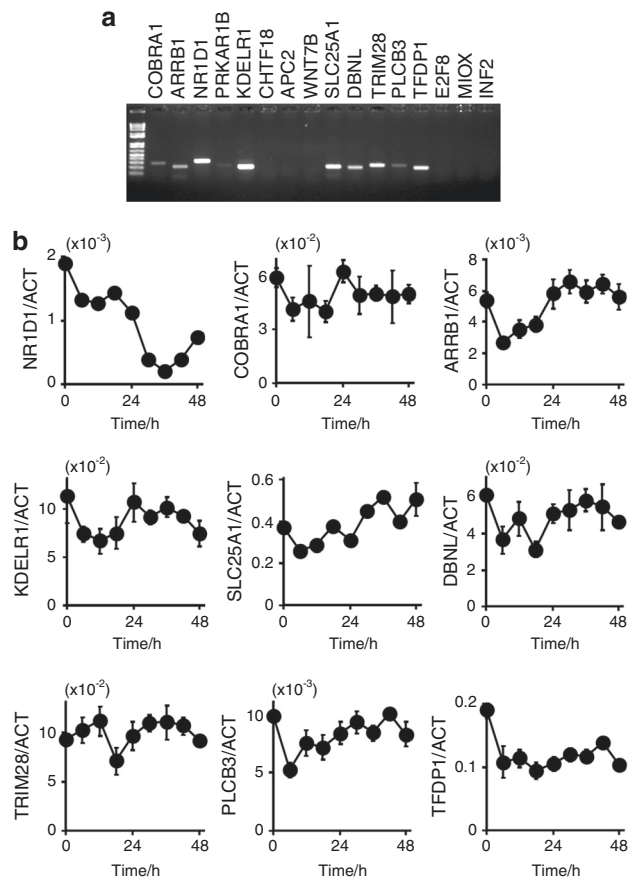 a
COBRA1
ARRB1
NR1D1
PRKAR1B
KDELR1
CHTF18
APC2
WNT7B
SLC25A1
DBNL
TRIM28
PLCB3
TFDP1
E2F8
MIOX
INF2
b
(x10-3)
NR1D1/ACT
2
1
0
0 24 48
Time/h
(x10-2)
COBRA1/ACT
6
3
0
0 24 48
Time/h
(x10-3)
ARRB1/ACT
8
6
4
2
0
0 24 48
Time/h
(x10-2)
KDELR1/ACT
10
5
0
0 24 48
Time/h
SLC25A1/ACT
0.6
0.4
0.2
0
0 24 48
Time/h
(x10-2)
DBNL/ACT
6
4
2
0
0 24 48
Time/h
(x10-2)
TRIM28/ACT
10
5
0
0 24 48
Time/h
(x10-3)
PLCB3/ACT
10
5
0
0 24 48
Time/h
TFDP1/ACT
0.2
0.1
0
0 24 48
Time/h